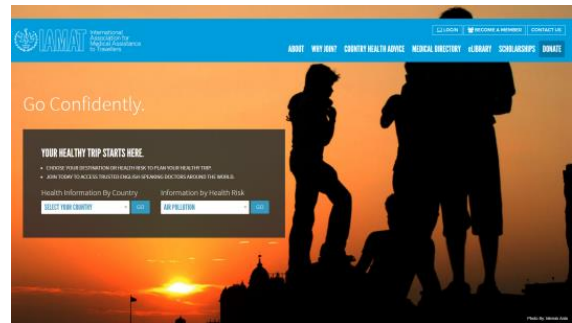 LOGIN BECOME A MEMBER CONTACT US
IAMAT International
Association for
Medical Assistance
to Travellers
ABOUT WHY JOIN? COUNTRY HEALTH ADVICE MEDICAL DIRECTORY eLIBRARY SCHOLARSHIPS DONATE
Go Confidently.
YOUR HEALTHY TRIP STARTS HERE.
• CHOOSE YOUR DESTINATION OR HEALTH RISK TO PLAN YOUR HEALTHY TRIP.
• JOIN TODAY TO ACCESS TRUSTED ENGLISH-SPEAKING DOCTORS AROUND THE WORLD.
Health Information By Country Information by Health Risk
SELECT YOUR COUNTRY GO AIR POLLUTION GO
Photo By: